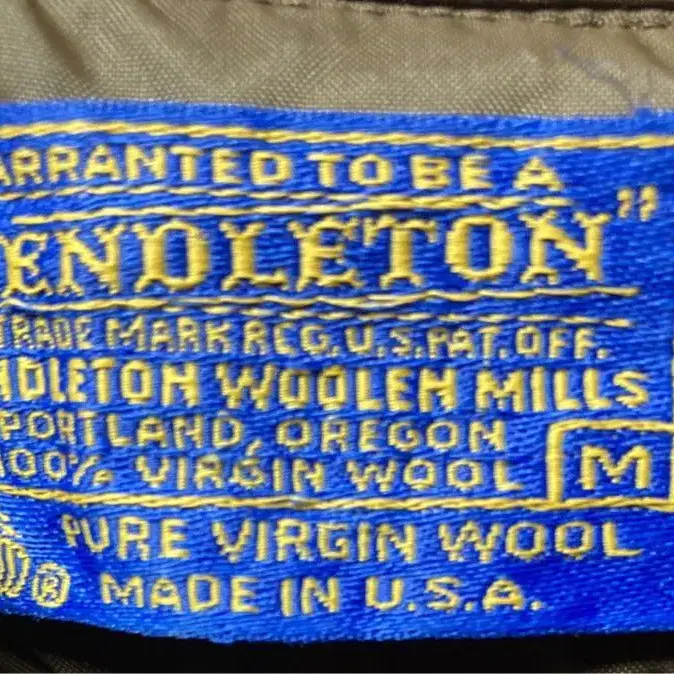 ARRANTED TO BE A
ENDLETON"
TRADE MARK REG. U.S. PAT. OFF.
NDLETON WOOLEN MILLS
PORTLAND, OREGON
100% VIRGIN WOOL M
PURE VIRGIN WOOL
® MADE IN U.S.A.